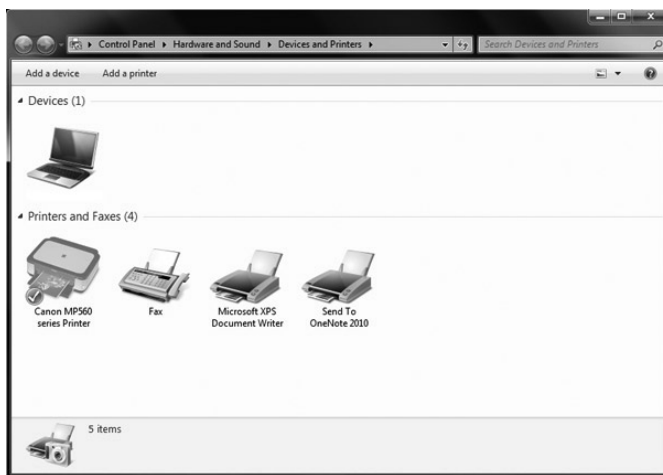 Control Panel Hardware and Sound Devices and Printers Search Devices and Printers
Add a device Add a printer
Devices (1)
Printers and Faxes (4)
Canon MP560 Fax Microsoft XPS Send To
series Printer Document Writer OneNote 2010
5 items